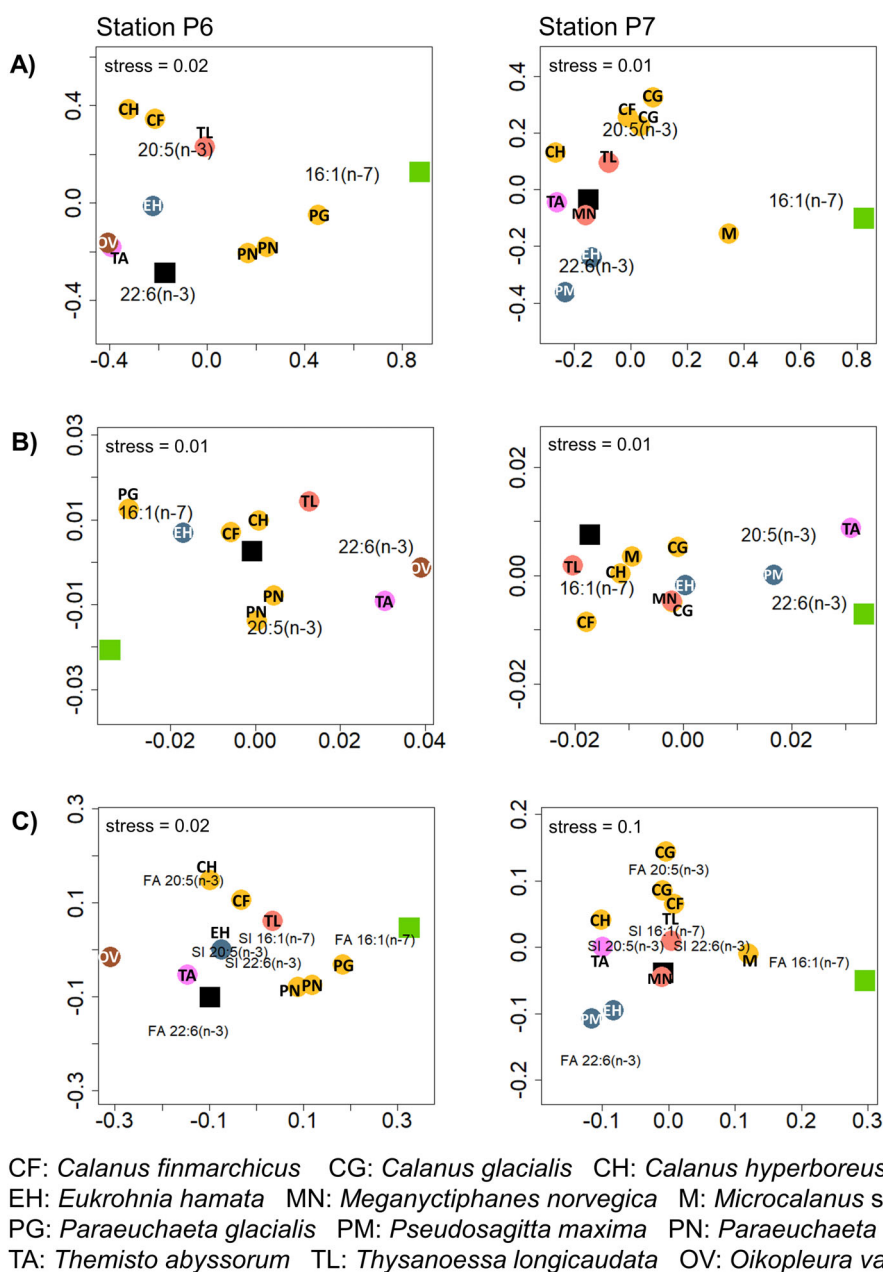 Station P6 Station P7
A)
stress = 0.02
CH
CF
TL
20:5(n-3)
16:1(n-7)
EH
PG
OV
TA
PN
PN
22:6(n-3)
0.4
0.0
-0.4
-0.4 0.0 0.4 0.8
stress = 0.01
CG
CF
CG
20:5(n-3)
CH
TL
TA
MN
16:1(n-7)
M
EH
22:6(n-3)
PM
0.4
0.2
0.0
-0.2
-0.4
-0.2 0.0 0.2 0.4 0.6 0.8
B)
stress = 0.01
PG
16:1(n-7)
EH
CF
CH
TL
22:6(n-3)
OV
PN
TA
PN
20:5(n-3)
0.03
0.01
-0.01
-0.03
-0.02 0.00 0.02 0.04
stress = 0.01
20:5(n-3)
TA
CG
M
TL
CH
PM
16:1(n-7)
EH
MN
CG
22:6(n-3)
CF
0.02
0.00
-0.02
-0.02 0.00 0.02
C)
stress = 0.02
CH
FA 20:5(n-3)
CF
TL
EH
SI 16:1(n-7)
FA 16:1(n-7)
SI 20:5(n-3)
SI 22:6(n-3)
OV
TA
PG
PN
PN
FA 22:6(n-3)
0.3
0.1
-0.1
-0.3
-0.3 -0.1 0.1 0.3
stress = 0.1
CG
FA 20:5(n-3)
CG
CF
CH
TL
SI 16:1(n-7)
SI 20:5(n-3)
SI 22:6(n-3)
TA
M
FA 16:1(n-7)
MN
PM
EH
FA 22:6(n-3)
0.2
0.1
0.0
-0.1
-0.2
-0.1 0.0 0.1 0.2 0.3
CF: Calanus finmarchicus CG: Calanus glacialis CH: Calanus hyperboreus
EH: Eukrohnia hamata MN: Meganyctiphanes norvegica M: Microcalanus s
PG: Paraeuchaeta glacialis PM: Pseudosagitta maxima PN: Paraeuchaeta
TA: Themisto abyssorum TL: Thysanoessa longicaudata OV: Oikopleura va